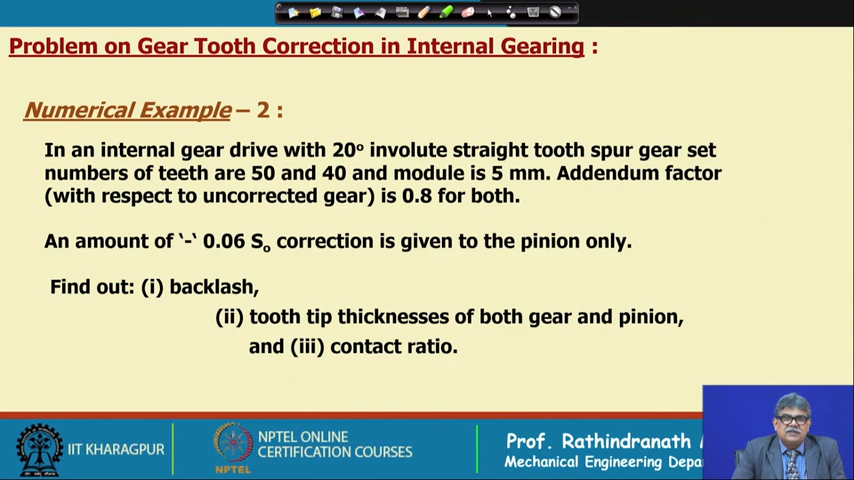 Problem on Gear Tooth Correction in Internal Gearing :
Numerical Example – 2 :
In an internal gear drive with 20° involute straight tooth spur gear set
numbers of teeth are 50 and 40 and module is 5 mm. Addendum factor
(with respect to uncorrected gear) is 0.8 for both.
An amount of ‘-‘ 0.06 So correction is given to the pinion only.
Find out: (i) backlash,
(ii) tooth tip thicknesses of both gear and pinion,
and (iii) contact ratio.
IIT KHARAGPUR
NPTEL
NPTEL ONLINE
CERTIFICATION COURSES
Prof. Rathindranath
Mechanical Engineering